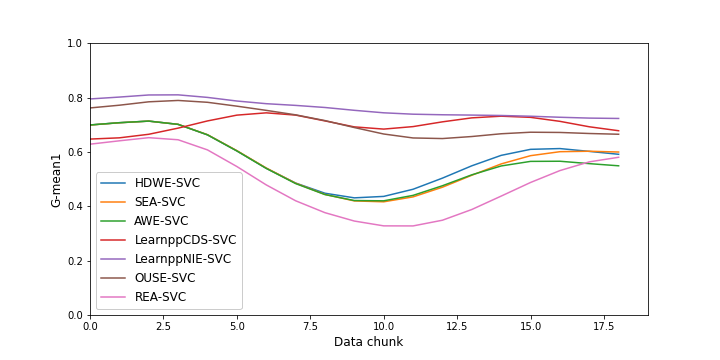 1.0
0.8
0.6
0.4
0.2
0.0
G-mean1
HDWE-SVC
SEA-SVC
AWE-SVC
LearnppCDS-SVC
LearnppNIE-SVC
OUSE-SVC
REA-SVC
0.0 2.5 5.0 7.5 10.0 12.5 15.0 17.5
Data chunk